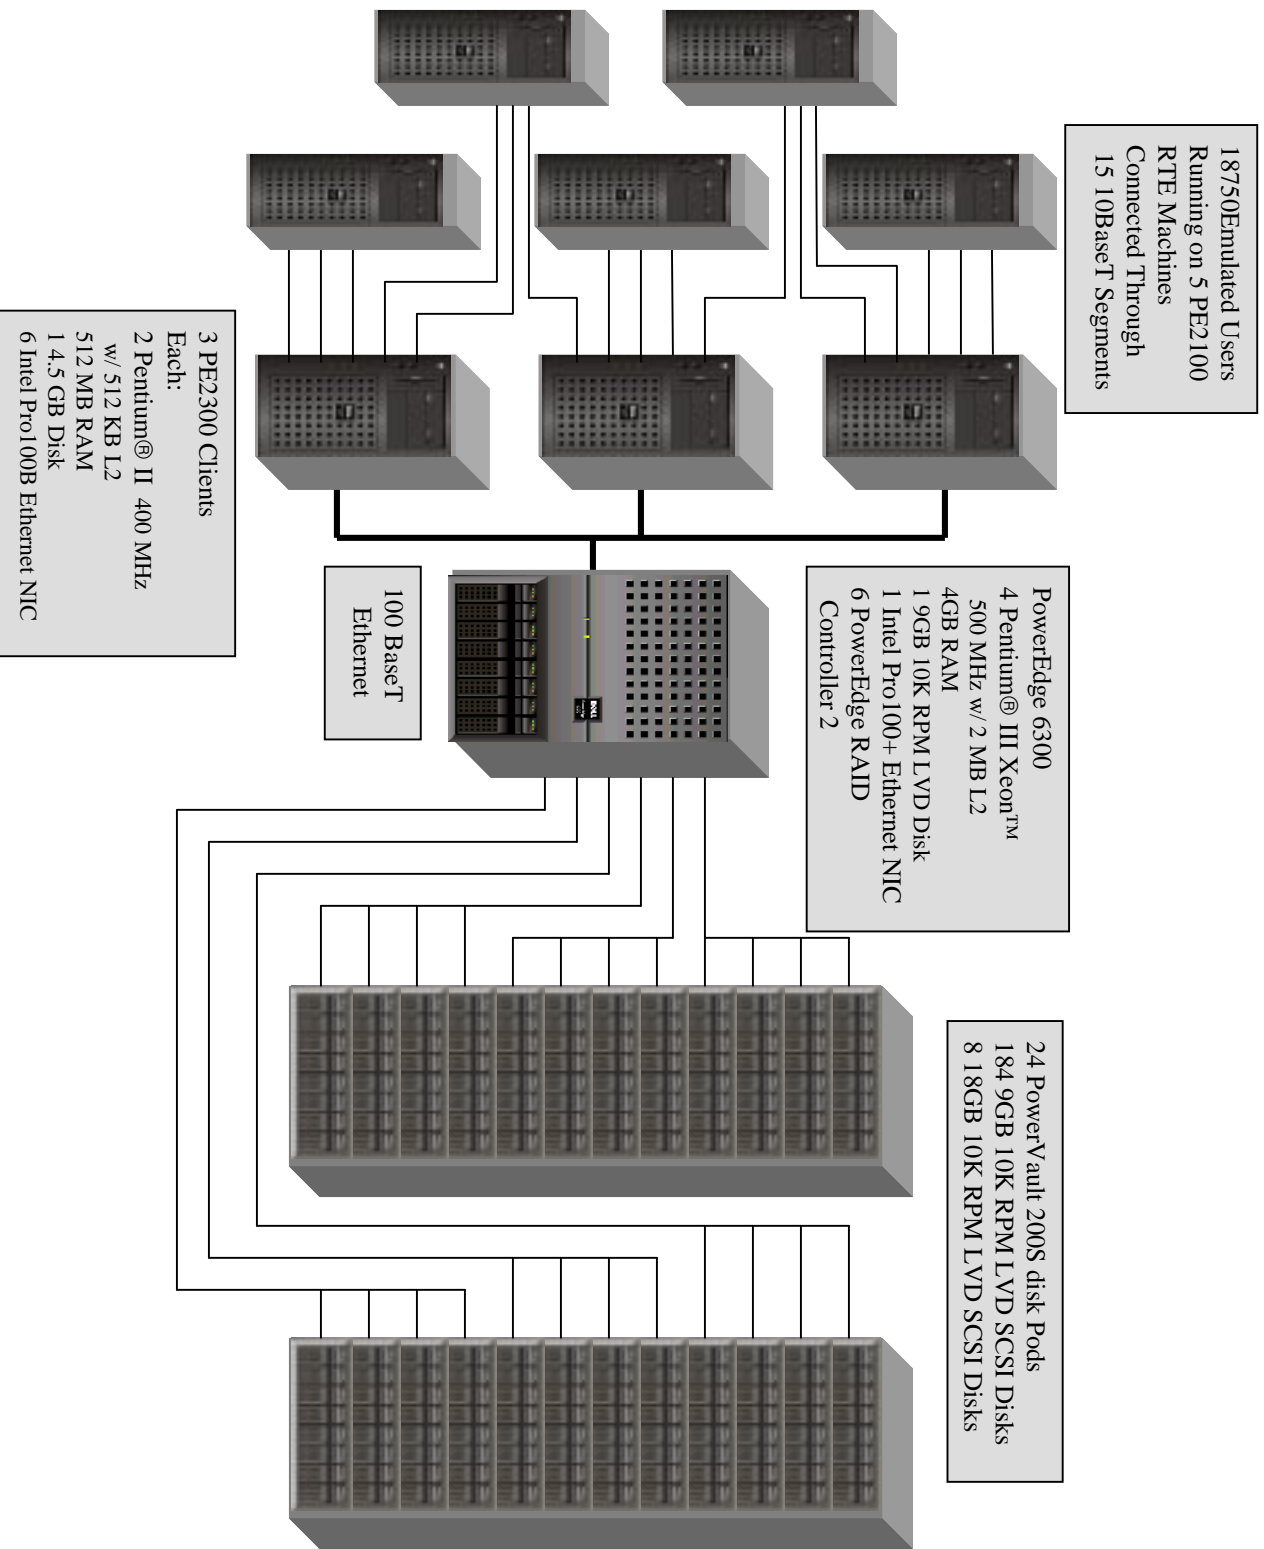 18750Emulated Users
Running on 5 PE2100
RTE Machines
Connected Through
15 10BaseT Segments
3 PE2300 Clients
Each:
2 Pentium® II  400 MHz
w/ 512 KB L2
512 MB RAM
1 4.5 GB Disk
6 Intel Pro100B Ethernet NIC
PowerEdge 6300
4 Pentium® III Xeon™
500 MHz w/ 2 MB L2
4GB RAM
1 9GB 10K RPM LVD Disk
1 Intel Pro100+ Ethernet NIC
6 PowerEdge RAID
Controller 2
100 BaseT
Ethernet
DELL
24 PowerVault 200S disk Pods
184 9GB 10K RPM LVD SCSI Disks
8 18GB 10K RPM LVD SCSI Disks